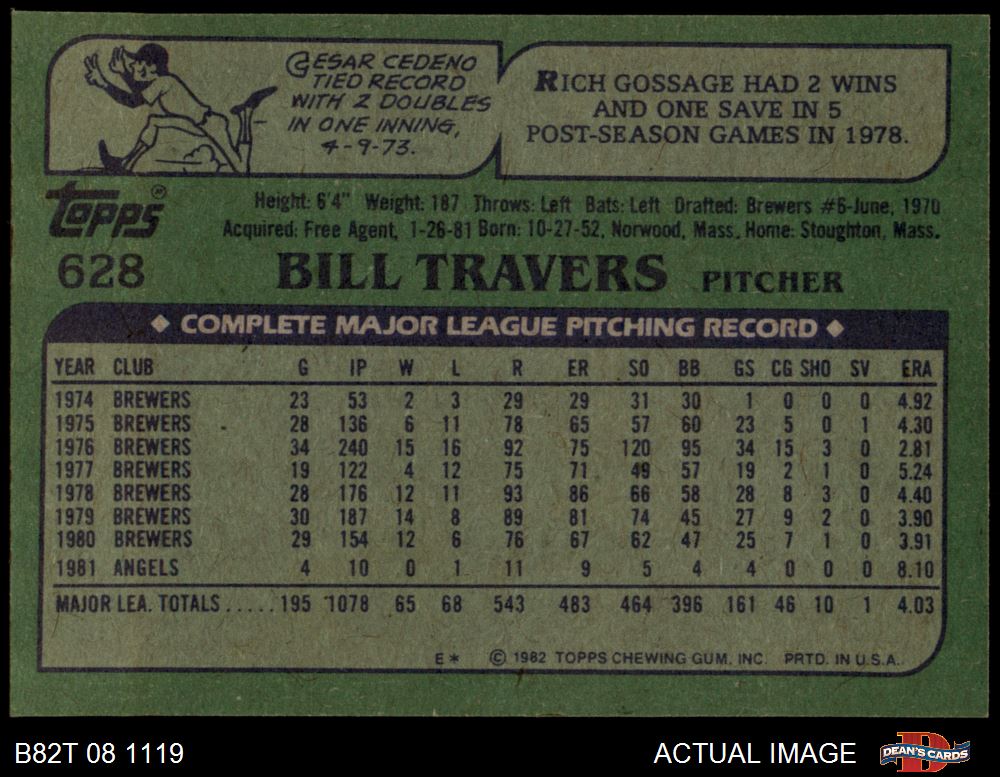 CESAR CEDENO
TIED RECORD
WITH 2 DOUBLES
IN ONE INNING,
4-9-73.
RICH GOSSAGE HAD 2 WINS
AND ONE SAVE IN 5
POST-SEASON GAMES IN 1978.
Topps®
Height: 6'4" Weight: 187 Throws: Left Bats: Left Drafted: Brewers #6-June, 1970
Acquired: Free Agent, 1-26-81 Born: 10-27-52, Norwood, Mass. Home: Stoughton, Mass.
628 BILL TRAVERS PITCHER
◆ COMPLETE MAJOR LEAGUE PITCHING RECORD ◆
YEAR CLUB G IP W L R ER SO BB GS CG SHO SV ERA
1974 BREWERS 23 53 2 3 29 29 31 30 1 0 0 0 4.92
1975 BREWERS 28 136 6 11 78 65 57 60 23 5 0 1 4.30
1976 BREWERS 34 240 15 16 92 75 120 95 34 15 3 0 2.81
1977 BREWERS 19 122 4 12 75 71 49 57 19 2 1 0 5.24
1978 BREWERS 28 176 12 11 93 86 66 58 28 8 3 0 4.40
1979 BREWERS 30 187 14 8 89 81 74 45 27 9 2 0 3.90
1980 BREWERS 29 154 12 6 76 67 62 47 25 7 1 0 3.91
1981 ANGELS 4 10 0 1 11 9 5 4 4 0 0 0 8.10
MAJOR LEA. TOTALS.....195 1078 65 68 543 483 464 396 161 46 10 1 4.03
E* © 1982 TOPPS CHEWING GUM, INC. PRTD. IN U.S.A.
B82T 08 1119 ACTUAL IMAGE DEAN'S CARDS